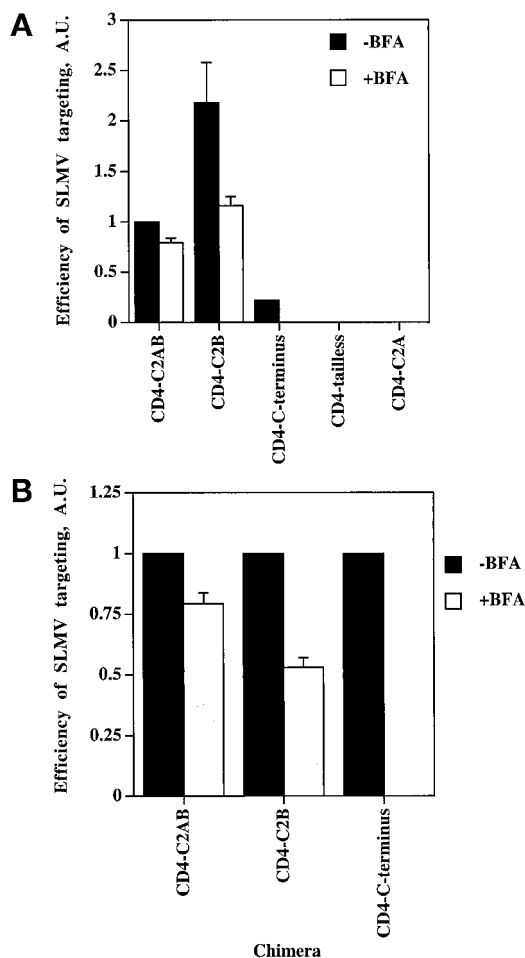 A
Efficiency of SLMV targeting, A.U.
3
2.5
2
1.5
1
0.5
0
-BFA
+BFA
CD4-C2AB
CD4-C2B
CD4-C-terminus
CD4-tailless
CD4-C2A
B
Efficiency of SLMV targeting, A.U.
1.25
1
0.75
0.5
0.25
0
-BFA
+BFA
CD4-C2AB
CD4-C2B
CD4-C-terminus
Chimera